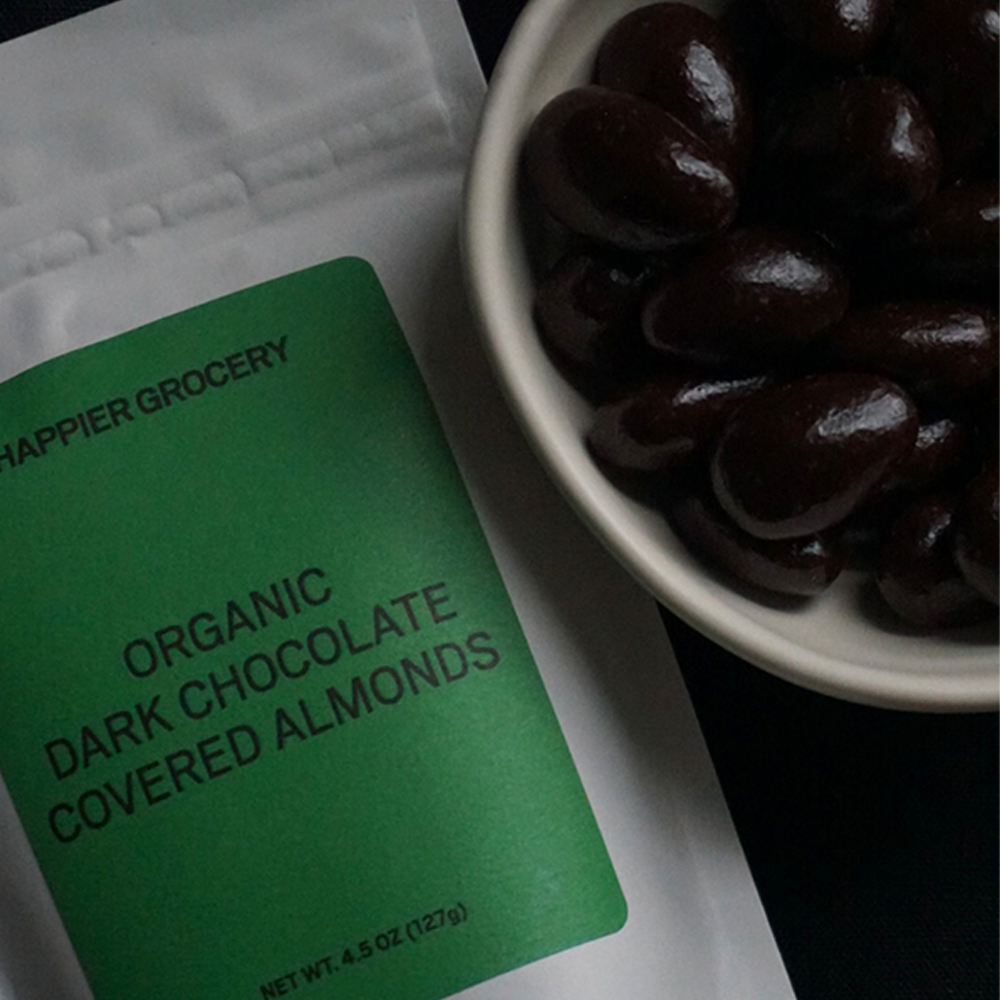 HAPPIER GROCERY
ORGANIC
DARK CHOCOLATE
COVERED ALMONDS
NET WT. 4.5 OZ (127g)